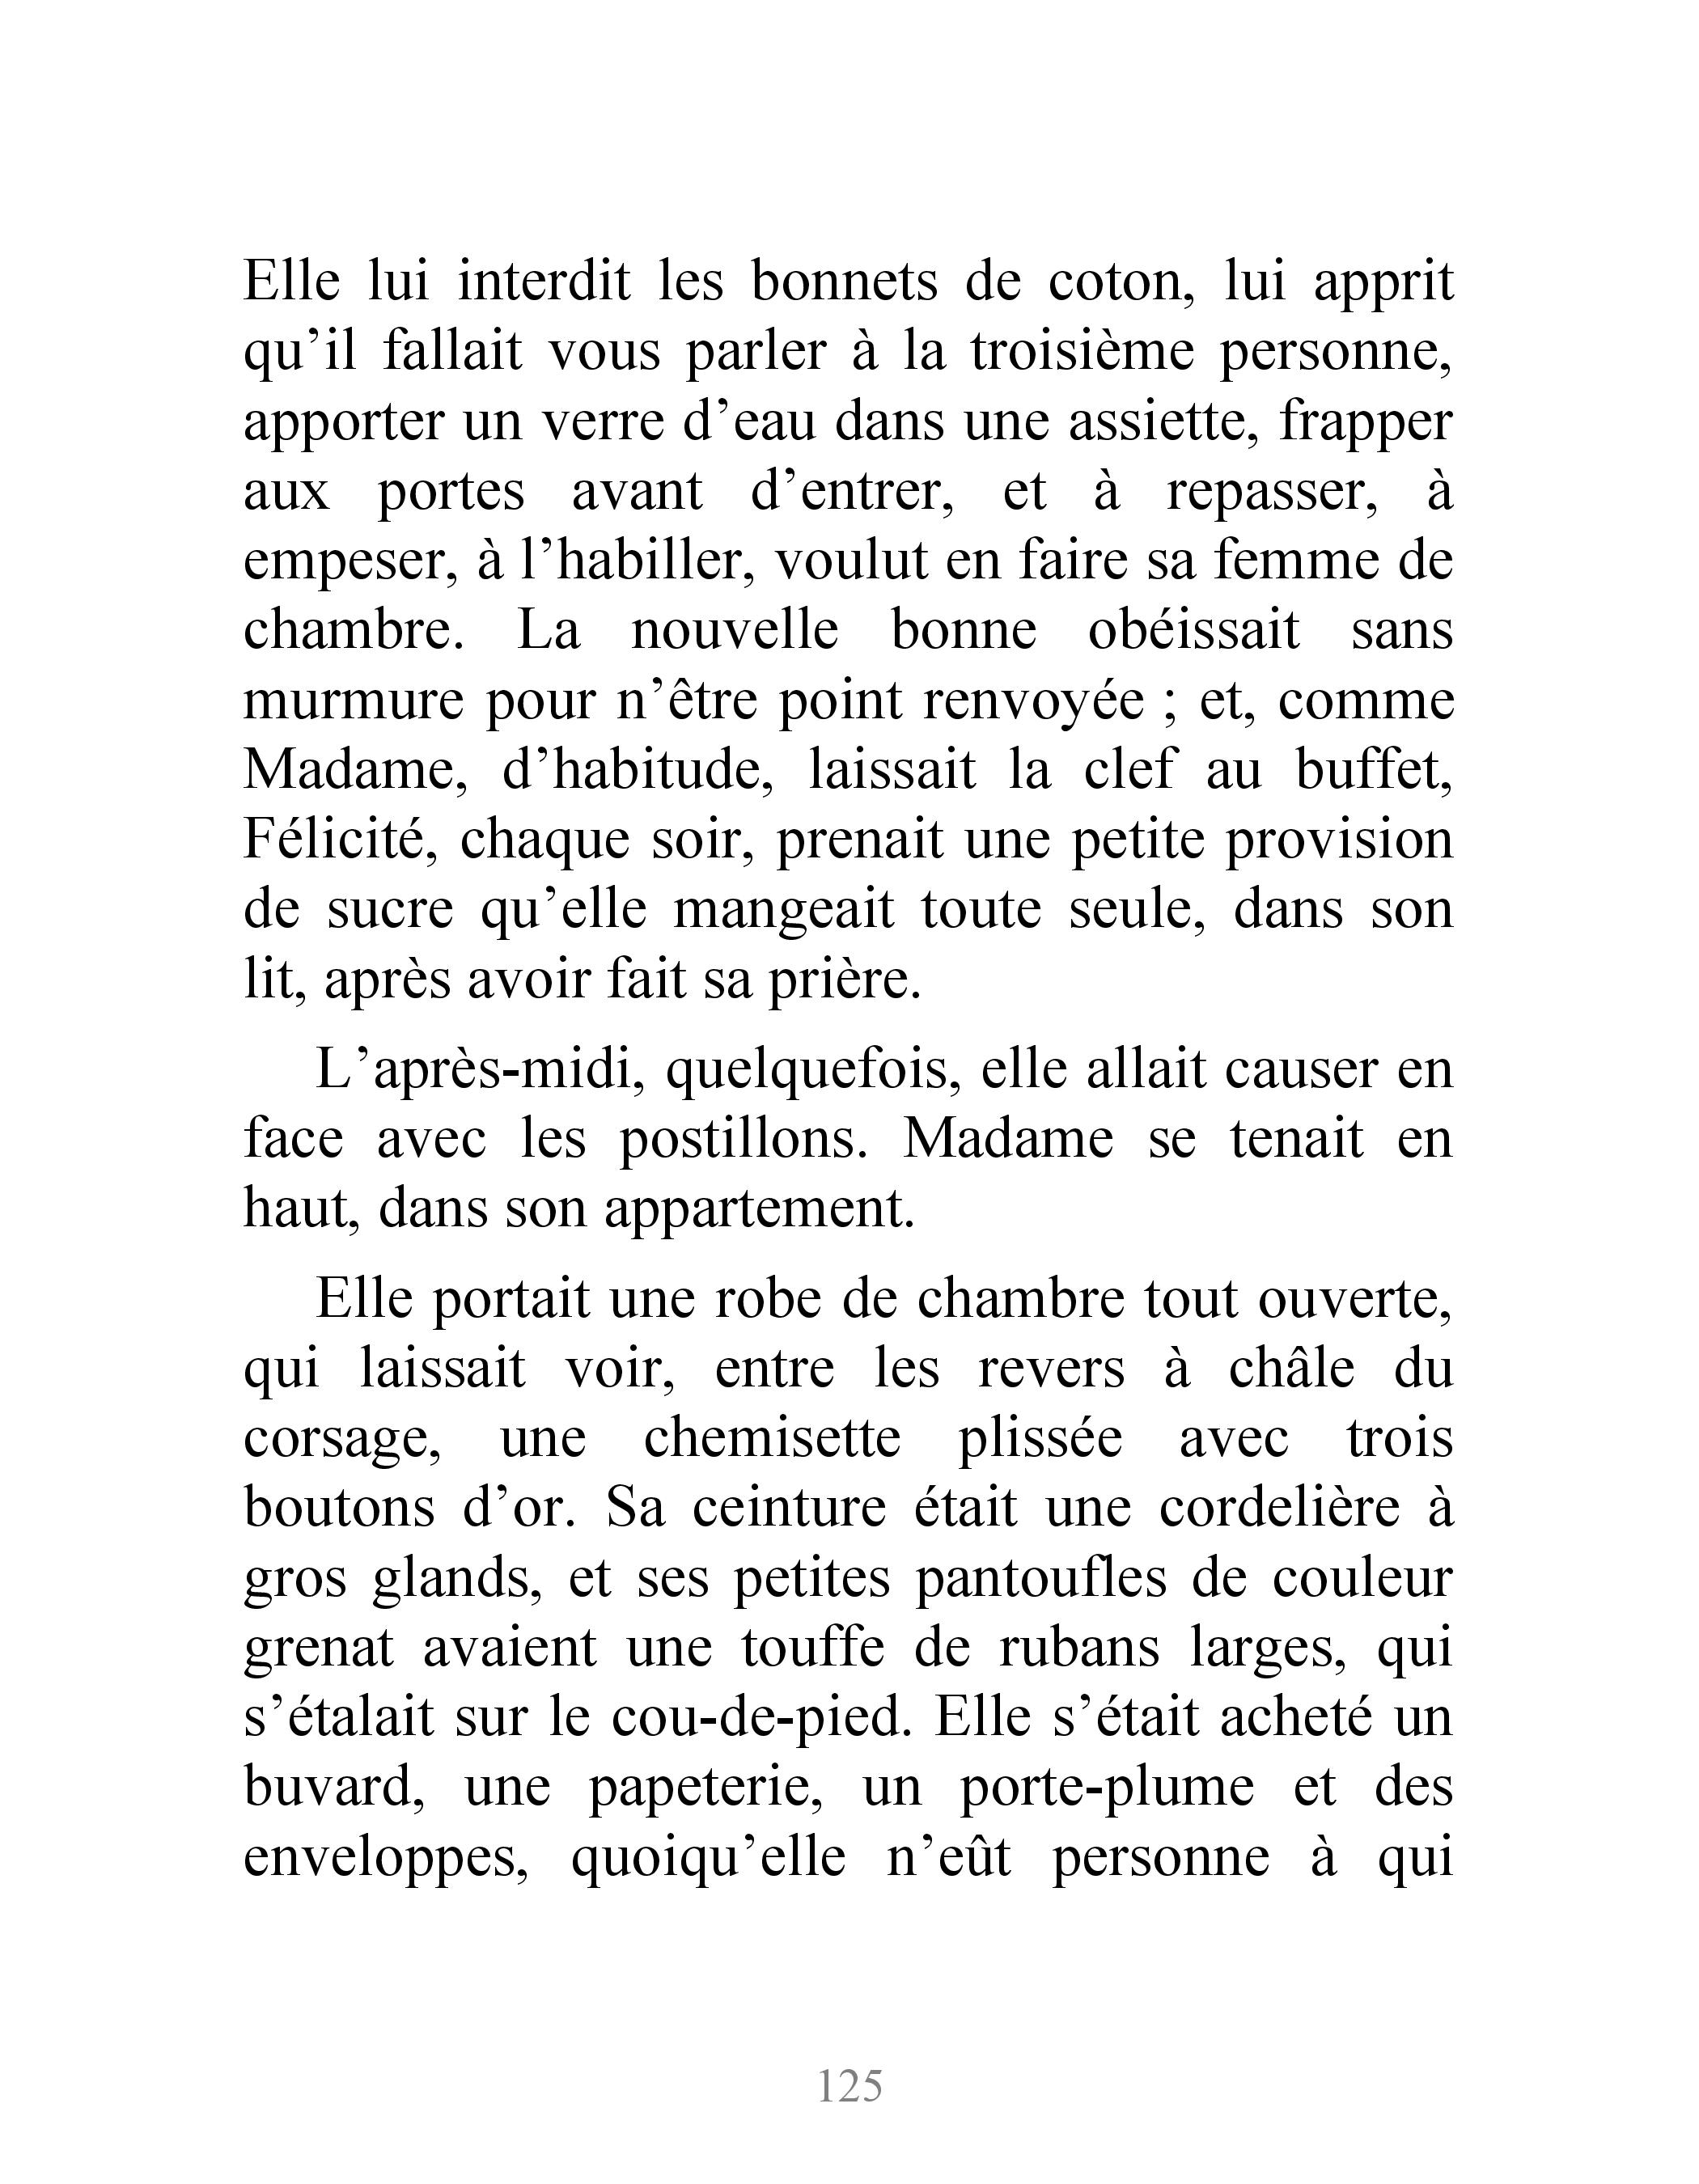 Elle lui interdit les bonnets de coton, lui apprit
qu’il fallait vous parler à la troisième personne,
apporter un verre d’eau dans une assiette, frapper
aux portes avant d’entrer, et à repasser, à
empeser, à l’habiller, voulut en faire sa femme de
chambre. La nouvelle bonne obéissait sans
murmure pour n’être point renvoyée ; et, comme
Madame, d’habitude, laissait la clef au buffet,
Félicité, chaque soir, prenait une petite provision
de sucre qu’elle mangeait toute seule, dans son
lit, après avoir fait sa prière.
L’après-midi, quelquefois, elle allait causer en
face avec les postillons. Madame se tenait en
haut, dans son appartement.
Elle portait une robe de chambre tout ouverte,
qui laissait voir, entre les revers à châle du
corsage, une chemisette plissée avec trois
boutons d’or. Sa ceinture était une cordelière à
gros glands, et ses petites pantoufles de couleur
grenat avaient une touffe de rubans larges, qui
s’étalait sur le cou-de-pied. Elle s’était acheté un
buvard, une papeterie, un porte-plume et des
enveloppes, quoiqu’elle n’eût personne à qui
125